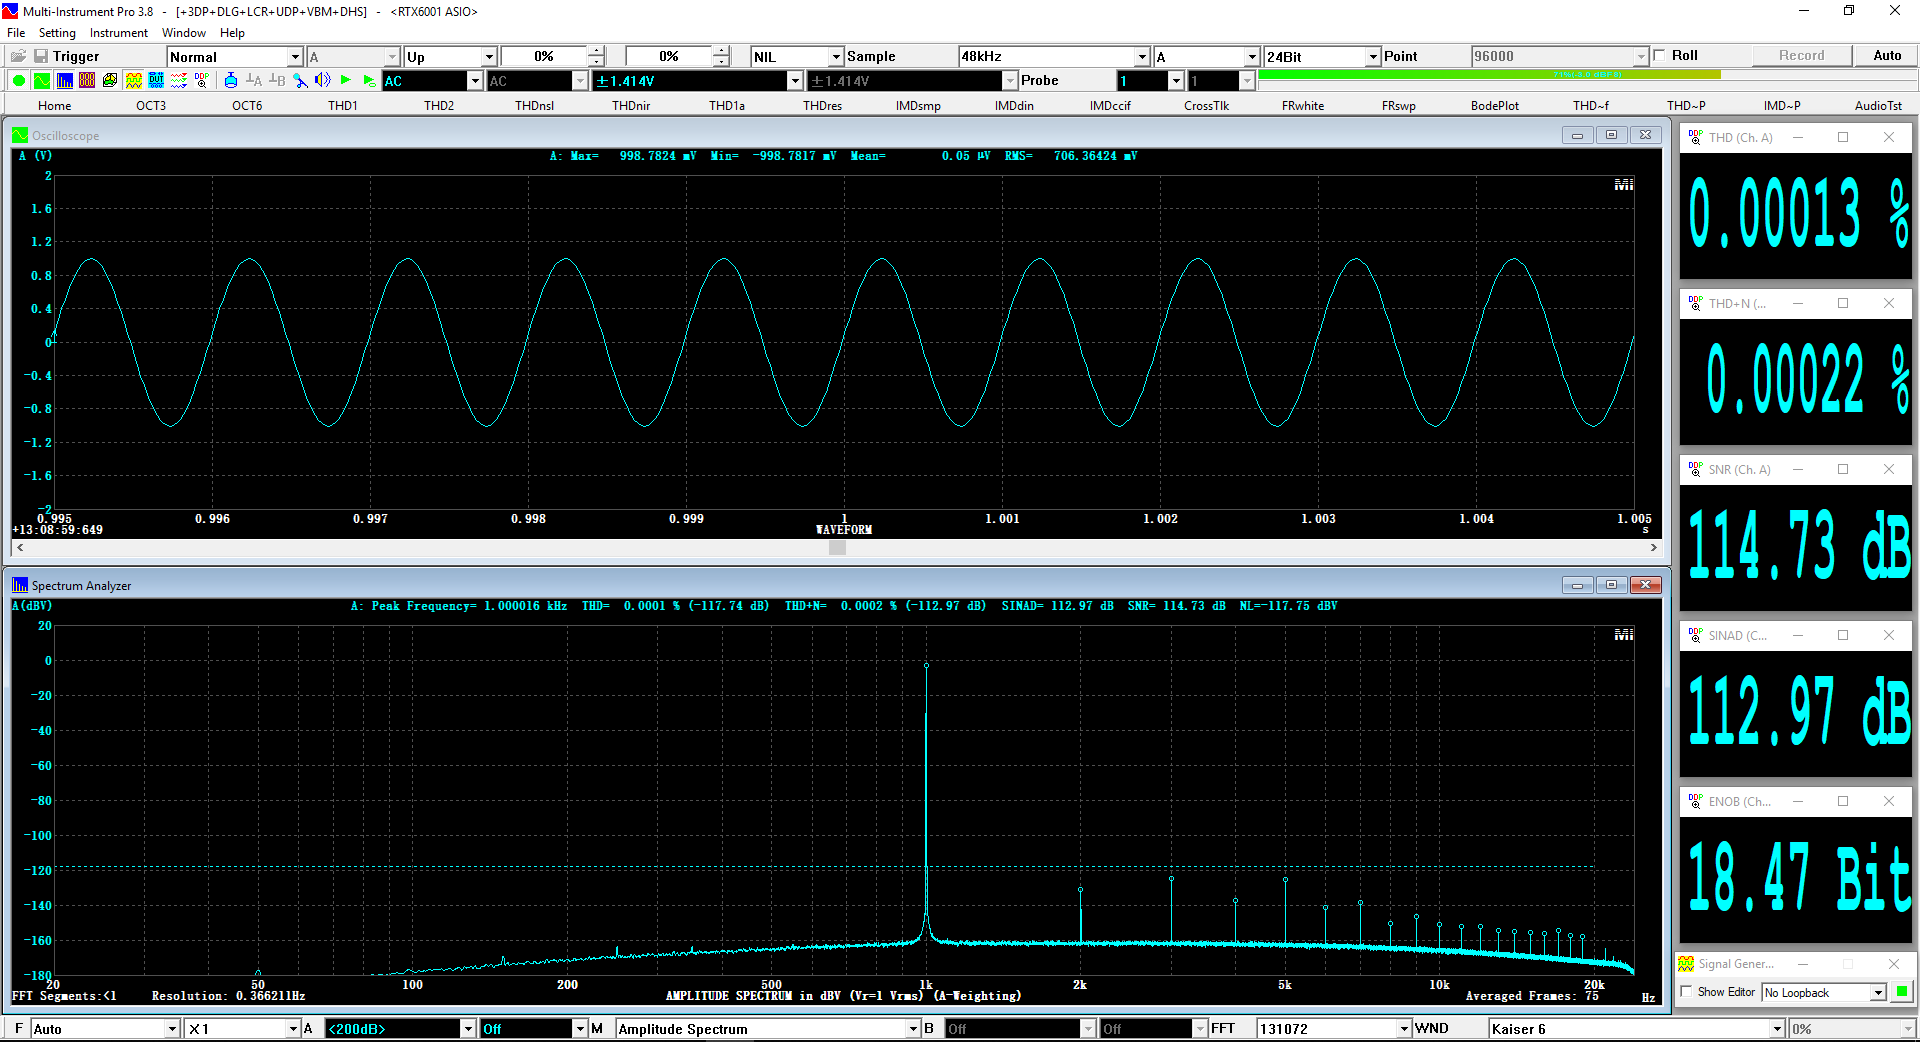 Multi-Instrument Pro 3.8 - [+3DP+DLG+LCR+UDP+VBM+DHS] - <RTX6001 ASIO>
File Setting Instrument Window Help
Trigger Normal A Up 0% 0% NIL Sample 48kHz A 24Bit Point 96000 Roll Record Auto
AC AC ±1.414V ±1.414V Probe 1 1 71%(-3.0 dBFS)
Home OCT3 OCT6 THD1 THD2 THDnsl THDnir THD1a THDres IMDsmp IMDdin IMDccif CrossTlk FRwhite FRswp BodePlot THD~f THD~P IMD~P AudioTst
Oscilloscope
A (V) A: Max= 998.7824 mV Min= -998.7817 mV Mean= 0.05 µV RMS= 706.36424 mV
MI
2
1.6
1.2
0.8
0.4
0
-0.4
-0.8
-1.2
-1.6
-2
0.995 0.996 0.997 0.998 0.999 1 1.001 1.002 1.003 1.004 1.005
+13:08:59:649 WAVEFORM s
Spectrum Analyzer
A(dBV) A: Peak Frequency= 1.000016 kHz THD= 0.0001 % (-117.74 dB) THD+N= 0.0002 % (-112.97 dB) SINAD= 112.97 dB SNR= 114.73 dB NL=-117.75 dBV
MI
20
0
-20
-40
-60
-80
-100
-120
-140
-160
-180
20 50 100 200 500 1k 2k 5k 10k 20k
FFT Segments:<1 Resolution: 0.366211Hz AMPLITUDE SPECTRUM in dBV (Vr=1 Vrms) (A-Weighting) Averaged Frames: 75 Hz
THD (Ch. A)
0.00013 %
THD+N (...
0.00022 %
SNR (Ch. A)
114.73 dB
SINAD (C...
112.97 dB
ENOB (Ch...
18.47 Bit
Signal Gener...
Show Editor No Loopback
F Auto X1 A <200dB> Off M Amplitude Spectrum B Off Off FFT 131072 WND Kaiser 6 0%